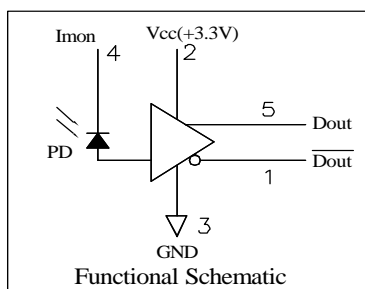 Imon Vcc(+3.3V)
4 2
5 Dout
PD
1 Dout
3
GND
Functional Schematic